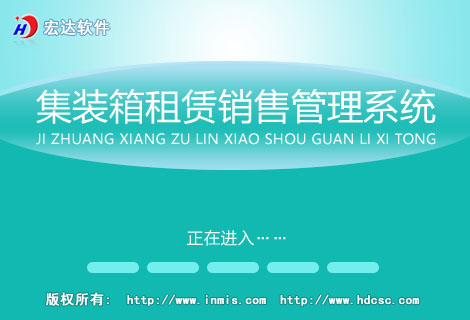 宏达软件
集装箱租赁销售管理系统
JI ZHUANG XIANG ZU LIN XIAO SHOU GUAN LI XI TONG
正在进入……
版权所有: http://www.inmis.com http://www.hdcsc.com